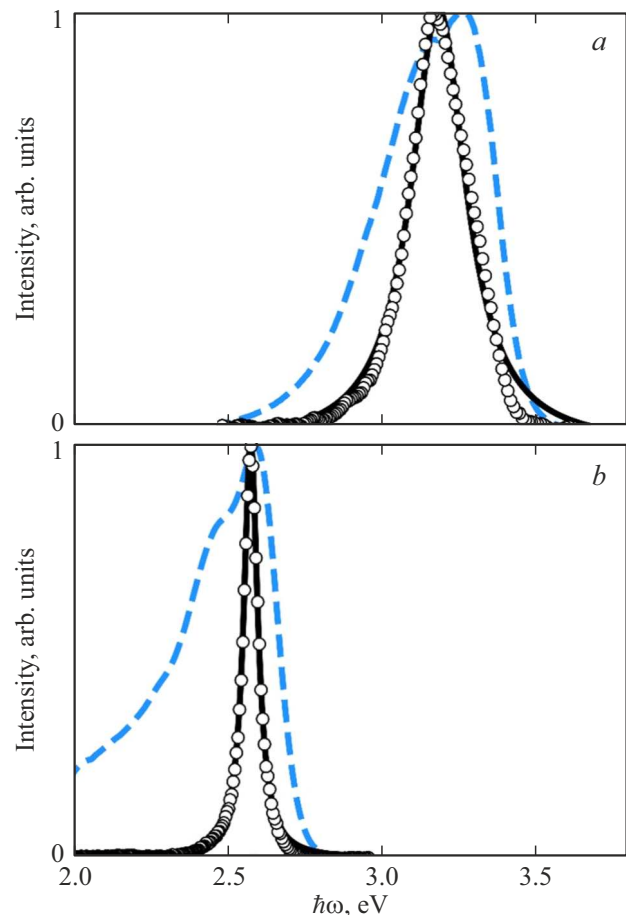 1
a
Intensity, arb. units
0
1
b
Intensity, arb. units
0
2.0 2.5 3.0 3.5
ħω, eV